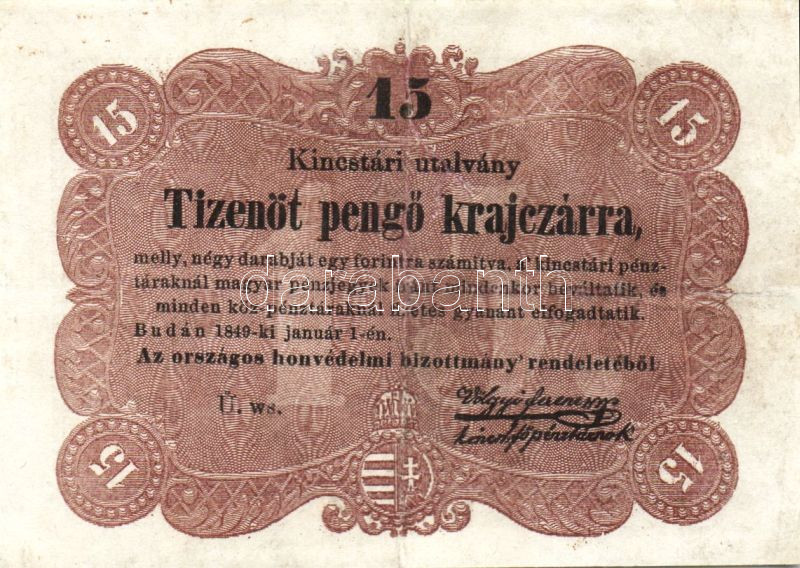 15
15
15
Kincstári utalvány
Tizenöt pengő krajczárra,
melly, négy darabját egy forintra számítva, a' kincstári pénz-
táraknál magyar pénzjegyekkel mindenkor beváltatik, és
minden köz-pénztáraknál fizetés gyanánt elfogadtatik.
Budán 1849-ki január 1-én.
Az országos honvédelmi bizottmány' rendeletéből
Ü. ws.
15
15
databanth